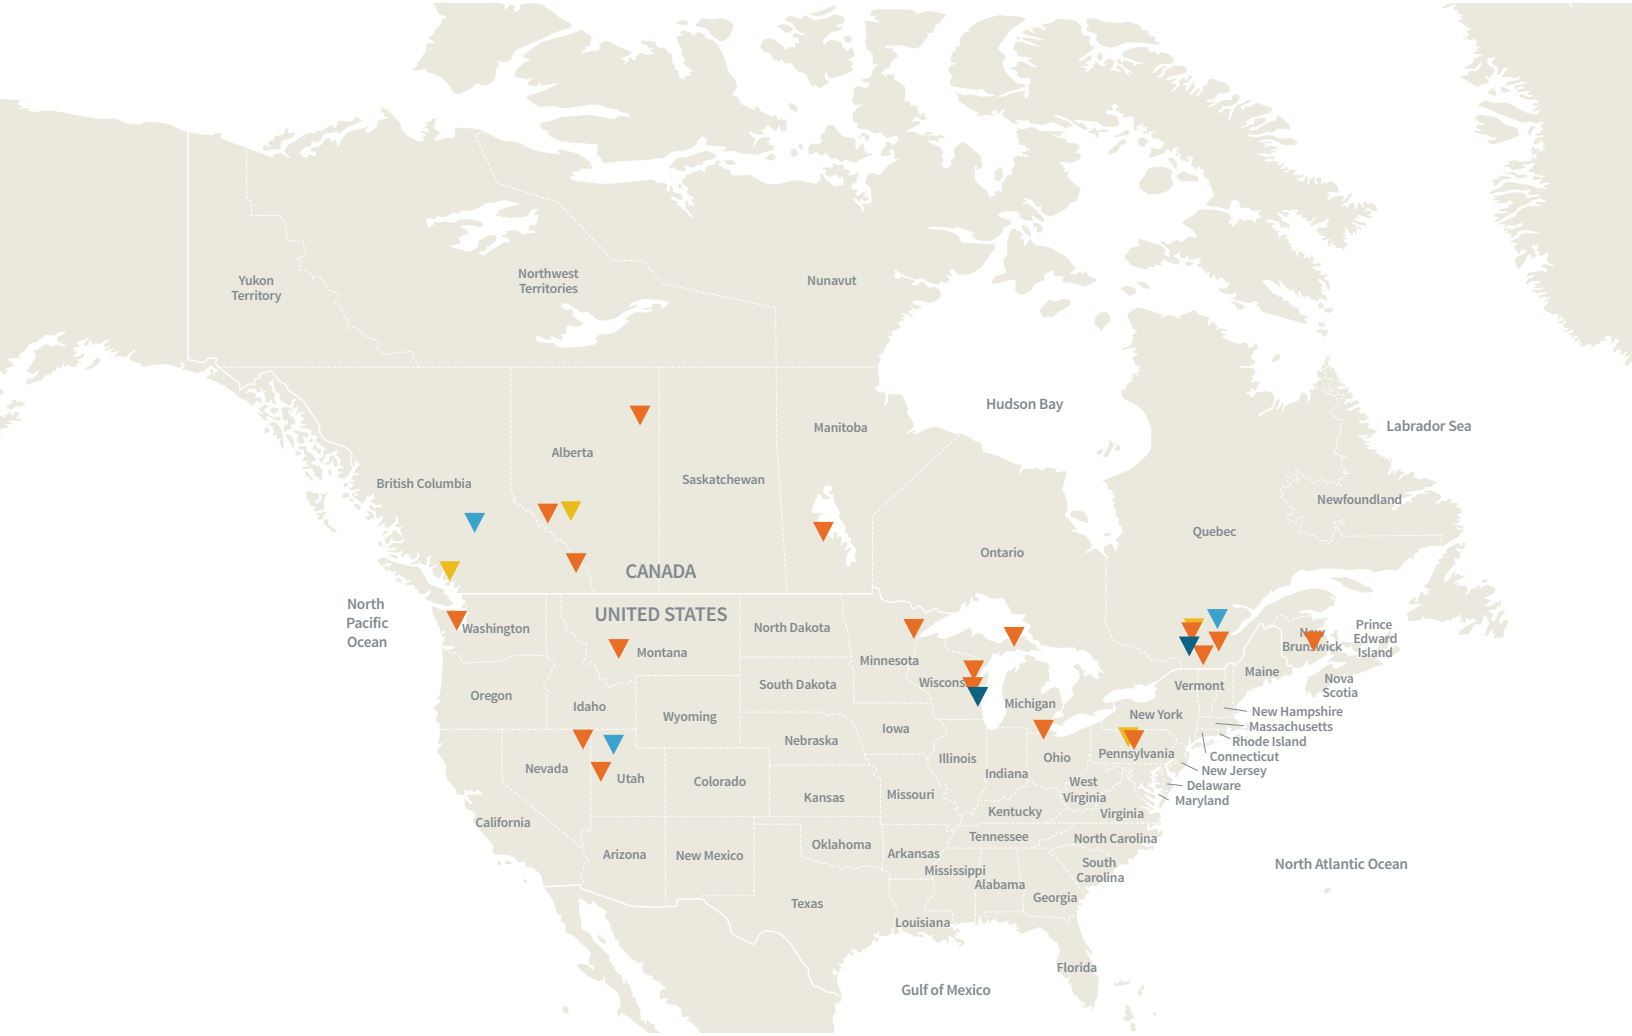 Yukon
Territory
Northwest
Territories
Nunavut
Hudson Bay
Labrador Sea
Manitoba
Alberta
Saskatchewan
British Columbia
Newfoundland
Quebec
Ontario
CANADA
North
Pacific
Ocean
UNITED STATES
Washington
North Dakota
Montana
Minnesota
New
Brunswick
Prince
Edward
Island
Maine
Nova
Scotia
Vermont
Wiscons
South Dakota
Oregon
Idaho
Wyoming
Michigan
New York
New Hampshire
Massachusetts
Rhode Island
Connecticut
New Jersey
Delaware
Maryland
Iowa
Nebraska
Pennsylvania
Ohio
Illinois
Indiana
Nevada
Utah
Colorado
Kansas
Missouri
West
Virginia
Virginia
Kentucky
California
Tennessee
North Carolina
Oklahoma
Arkansas
Arizona
New Mexico
South
Carolina
Mississippi
Alabama
Georgia
North Atlantic Ocean
Texas
Louisiana
Florida
Gulf of Mexico